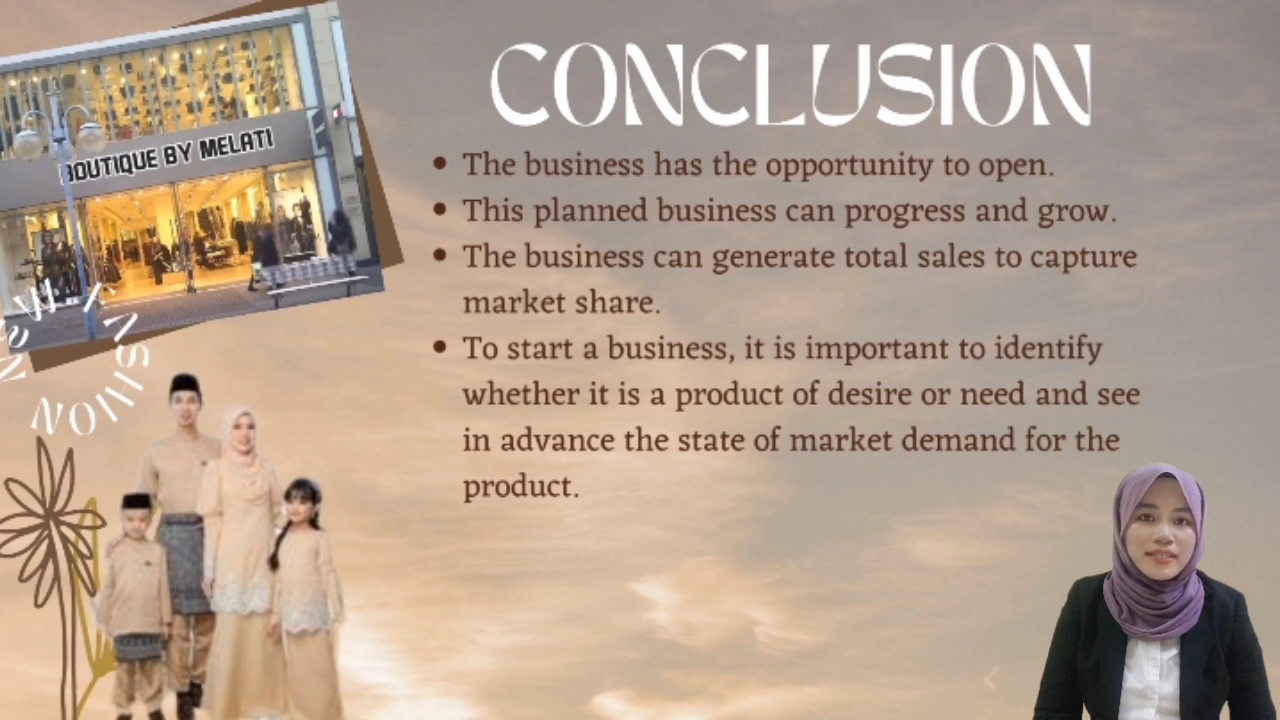 BOUTIQUE BY MELATI
NEW FASHION
CONCLUSION
• The business has the opportunity to open.
• This planned business can progress and grow.
• The business can generate total sales to capture
market share.
• To start a business, it is important to identify
whether it is a product of desire or need and see
in advance the state of market demand for the
product.